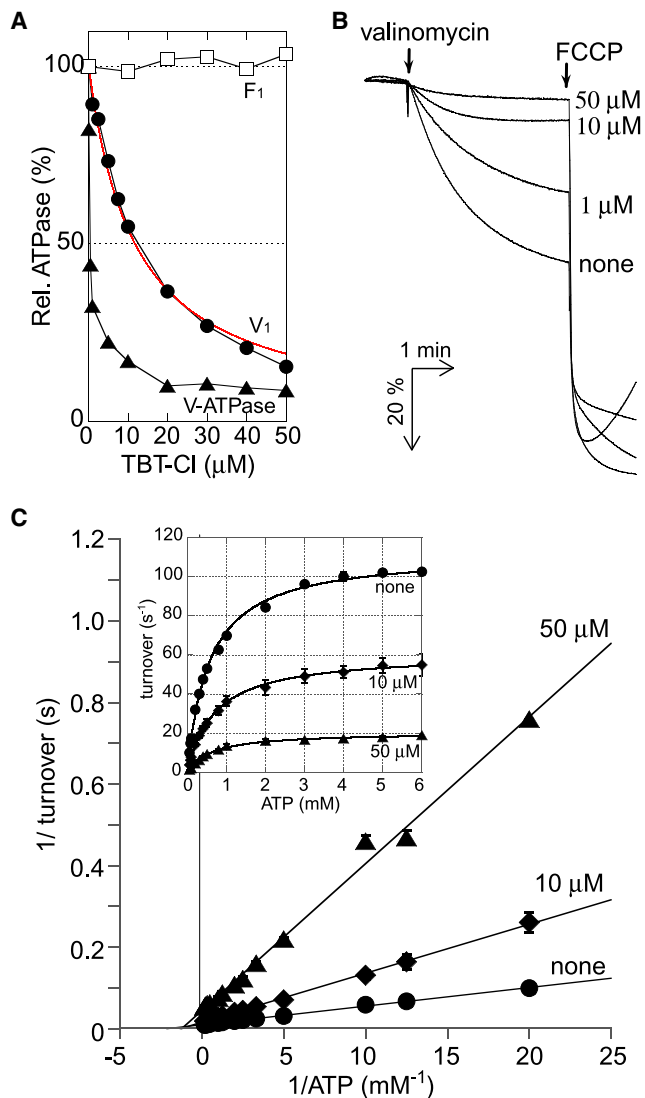 A
Rel. ATPase (%)
100
50
0
F1
V1
V-ATPase
0 10 20 30 40 50
TBT-Cl (μM)
B
valinomycin
FCCP
50 μM
10 μM
1 μM
none
1 min
20 %
C
1/ turnover (s)
1.2
1.0
0.8
0.6
0.4
0.2
0
-5 0 5 10 15 20 25
1/ATP (mM⁻¹)
50 μM
10 μM
none
turnover (s⁻¹)
120
100
80
60
40
20
0
none
10 μM
50 μM
0 1 2 3 4 5 6
ATP (mM)